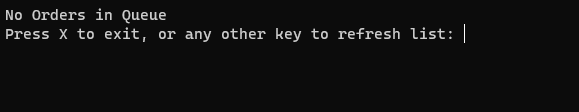 No Orders in Queue
Press X to exit, or any other key to refresh list: